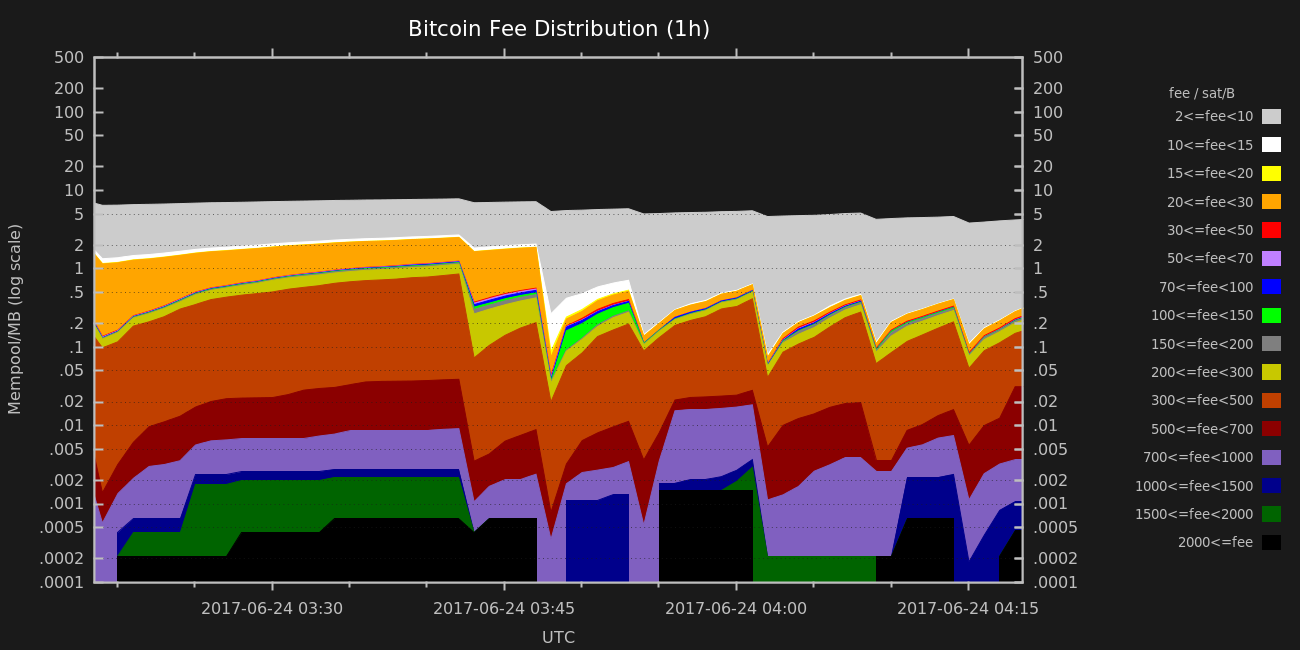 Bitcoin Fee Distribution (1h)
Mempool/MB (log scale)
500
200
100
50
20
10
5
2
1
.5
.2
.1
.05
.02
.01
.005
.002
.001
.0005
.0002
.0001
500
200
100
50
20
10
5
2
1
.5
.2
.1
.05
.02
.01
.005
.002
.001
.0005
.0002
.0001
2017-06-24 03:30
2017-06-24 03:45
2017-06-24 04:00
2017-06-24 04:15
UTC
fee / sat/B
2<=fee<10
10<=fee<15
15<=fee<20
20<=fee<30
30<=fee<50
50<=fee<70
70<=fee<100
100<=fee<150
150<=fee<200
200<=fee<300
300<=fee<500
500<=fee<700
700<=fee<1000
1000<=fee<1500
1500<=fee<2000
2000<=fee